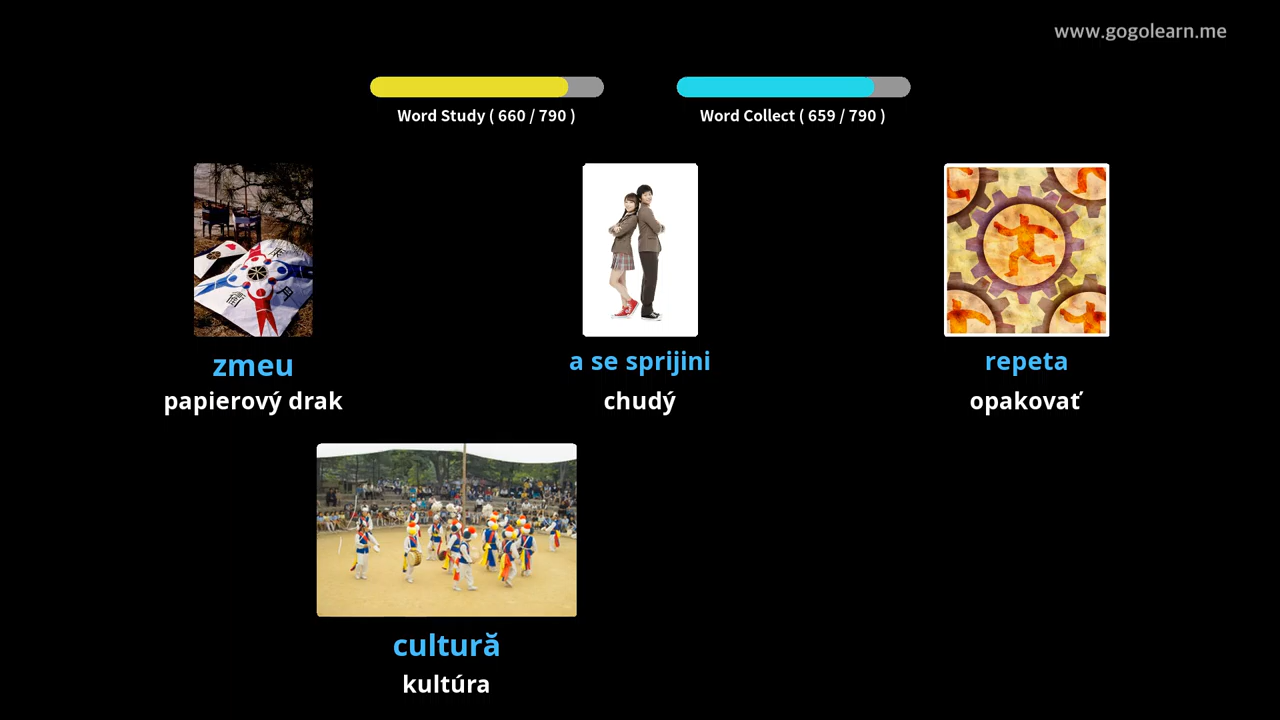 www.gogolearn.me
Word Study ( 660 / 790 )
Word Collect ( 659 / 790 )
zmeu
papierový drak
a se sprijini
chudý
repeta
opakovať
cultură
kultúra